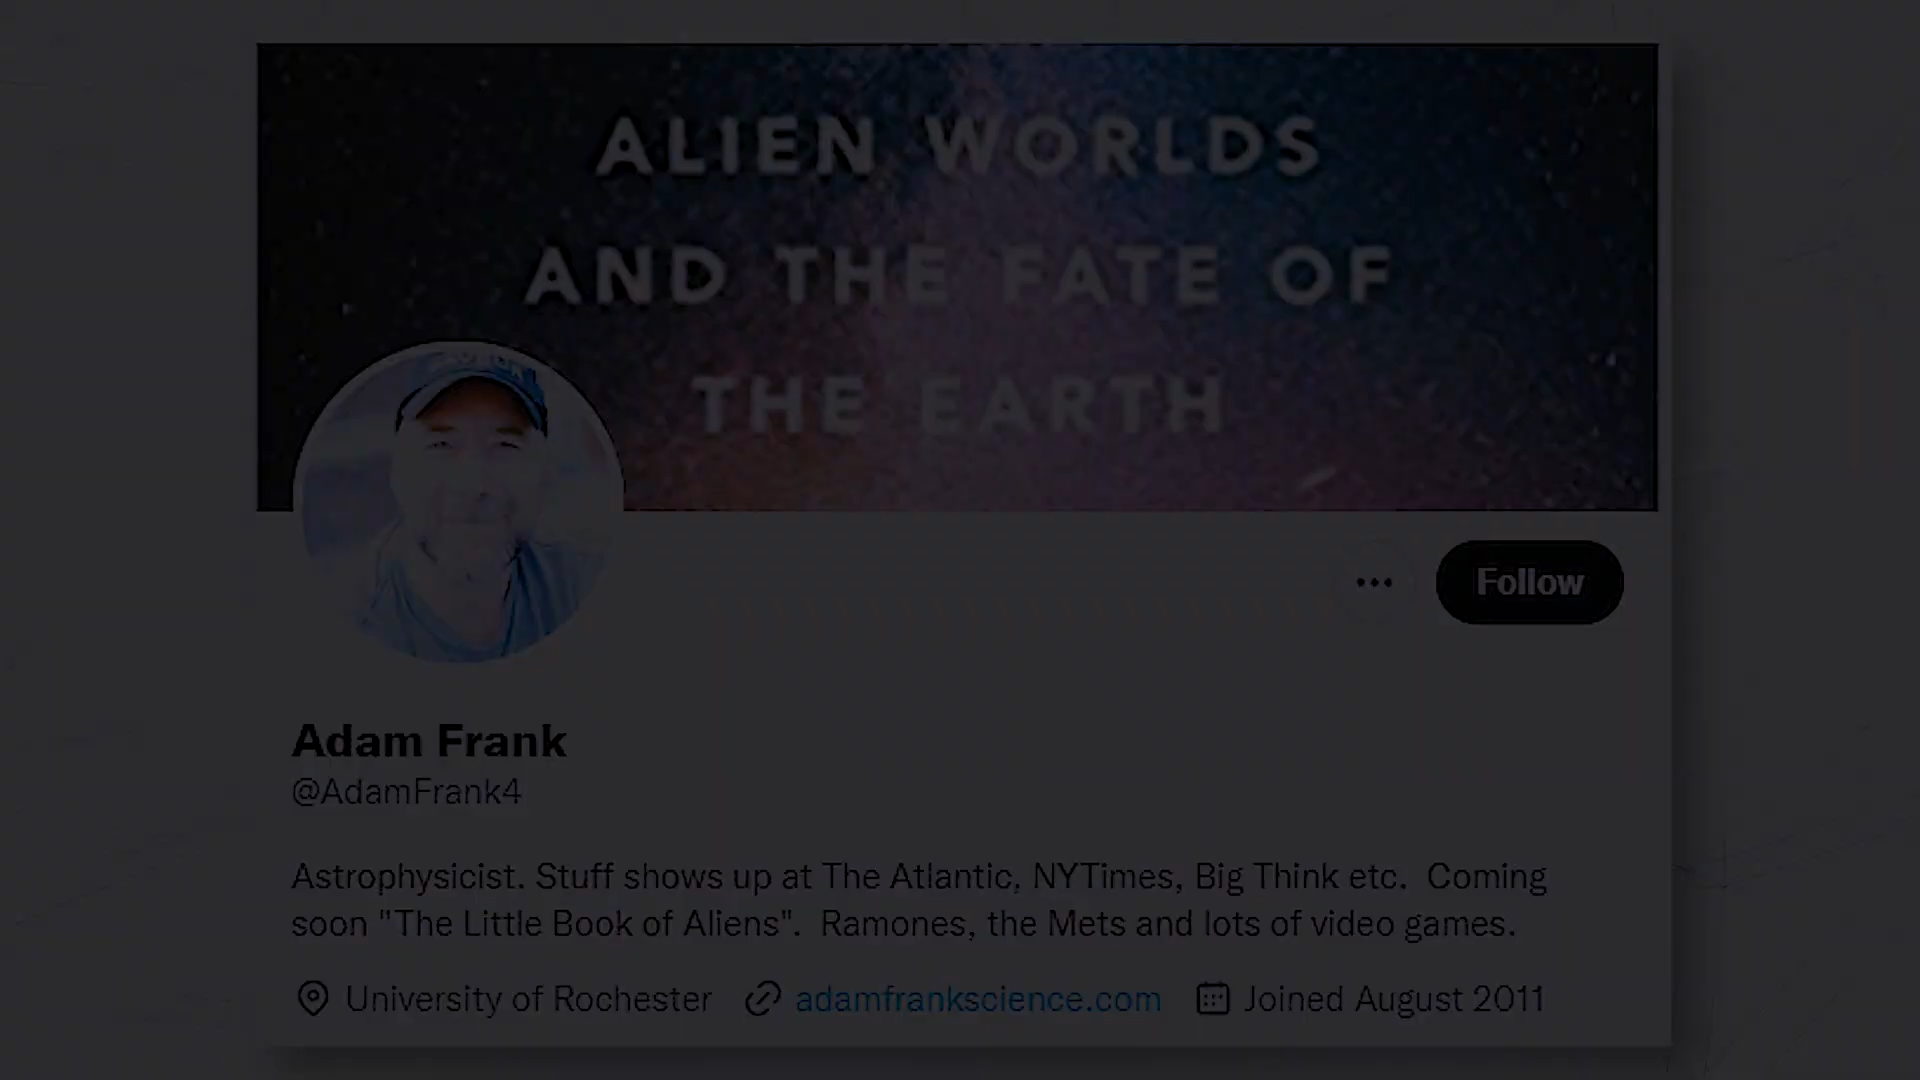 ALIEN WORLDS
AND THE FATE OF
THE EARTH
Follow
Adam Frank
@AdamFrank4
Astrophysicist. Stuff shows up at The Atlantic, NYTimes, Big Think etc.  Coming
soon "The Little Book of Aliens".  Ramones, the Mets and lots of video games.
University of Rochester adamfrankscience.com Joined August 2011